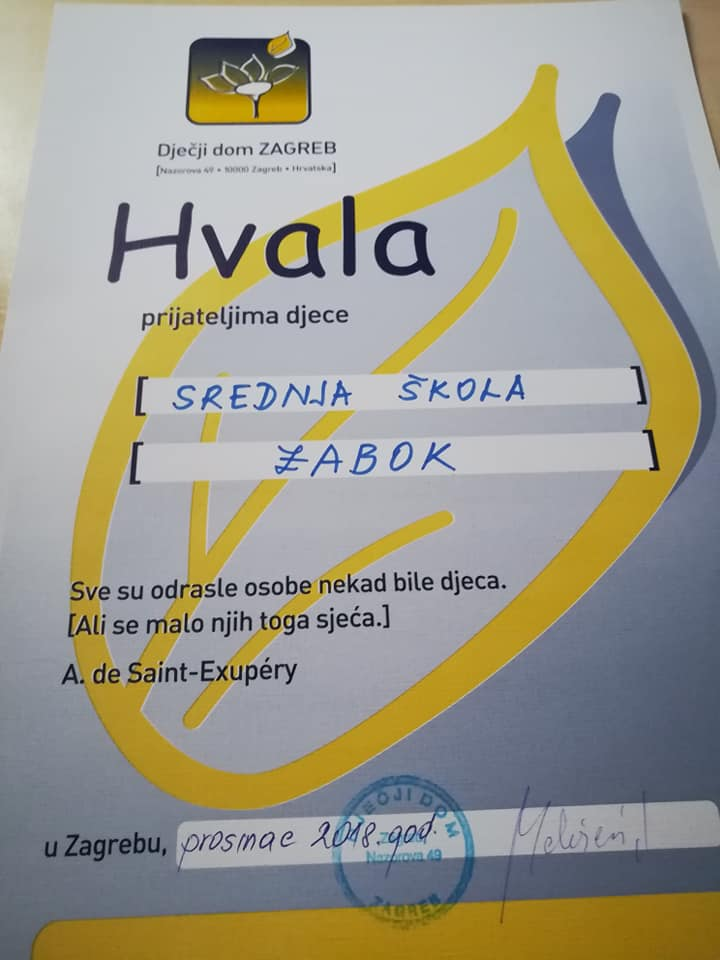 Dječji dom ZAGREB
[Nazorova 49 • 10000 Zagreb • Hrvatska]
Hvala
prijateljima djece
[ SREDNJA ŠKOLA ]
[ ZABOK ]
Sve su odrasle osobe nekad bile djeca.
[Ali se malo njih toga sjeća.]
A. de Saint-Exupéry
u Zagrebu, prosinac 2018. god.
DJEČJI DOM
Nazorova 49
ZAGREB